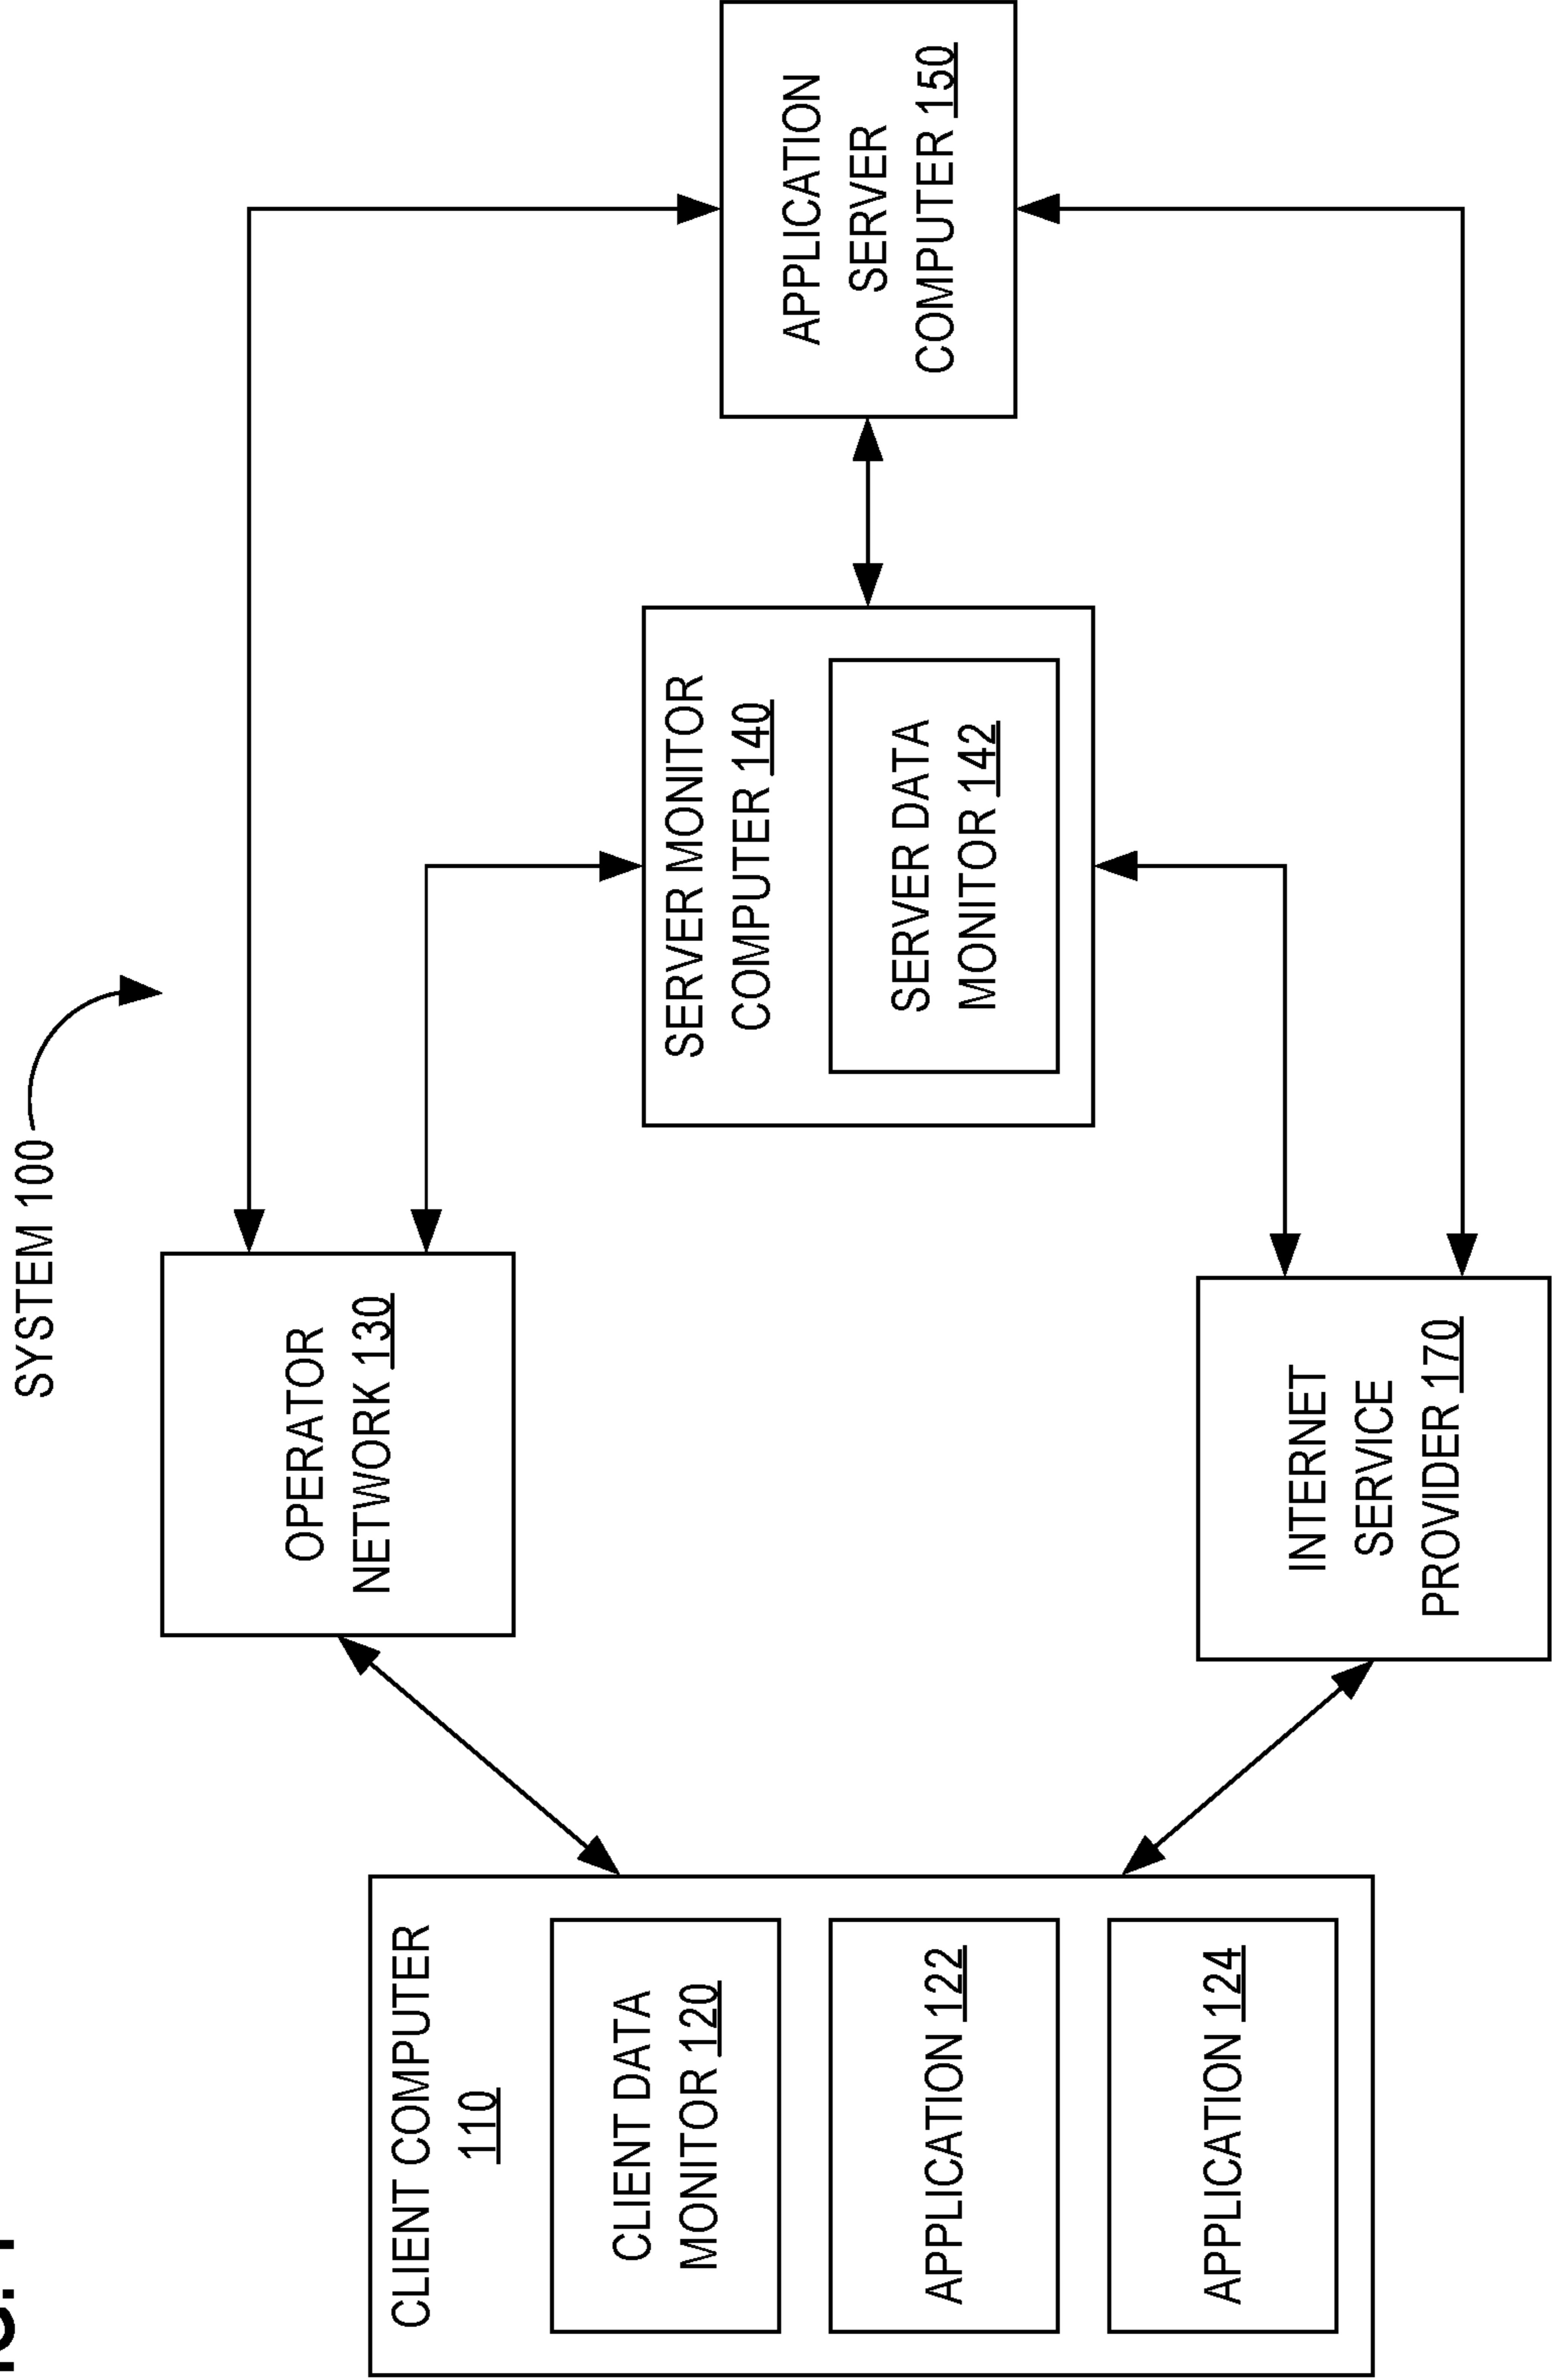 SYSTEM 100
CLIENT COMPUTER
110
CLIENT DATA
MONITOR 120
APPLICATION 122
APPLICATION 124
OPERATOR
NETWORK 130
INTERNET
SERVICE
PROVIDER 170
SERVER MONITOR
COMPUTER 140
SERVER DATA
MONITOR 142
APPLICATION
SERVER
COMPUTER 150